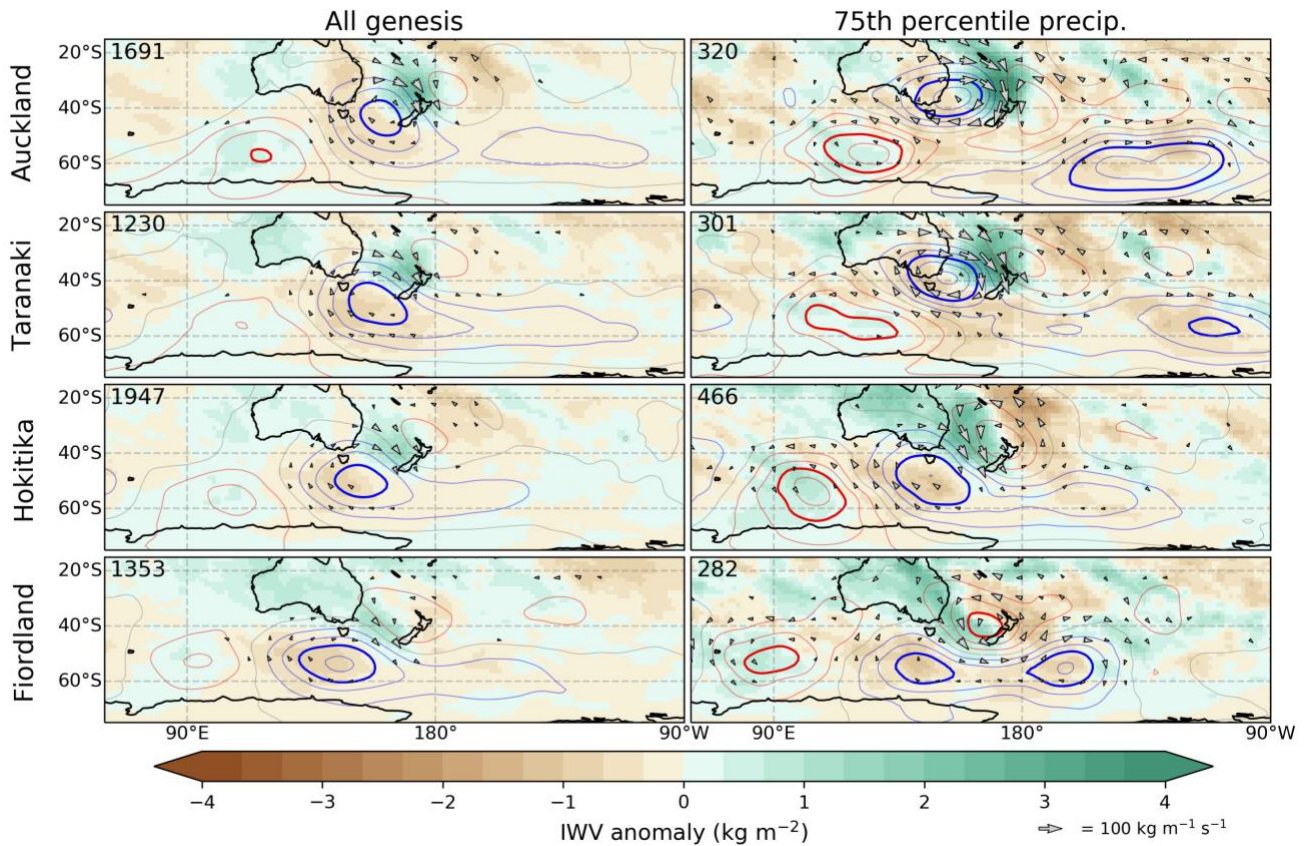 All genesis 75th percentile precip.
Auckland
20°S
40°S
60°S
1691 320
Taranaki
20°S
40°S
60°S
1230 301
Hokitika
20°S
40°S
60°S
1947 466
Fiordland
20°S
40°S
60°S
1353 282
90°E 180° 90°W 90°E 180° 90°W
−4 −3 −2 −1 0 1 2 3 4
IWV anomaly (kg m⁻²)
= 100 kg m⁻¹ s⁻¹